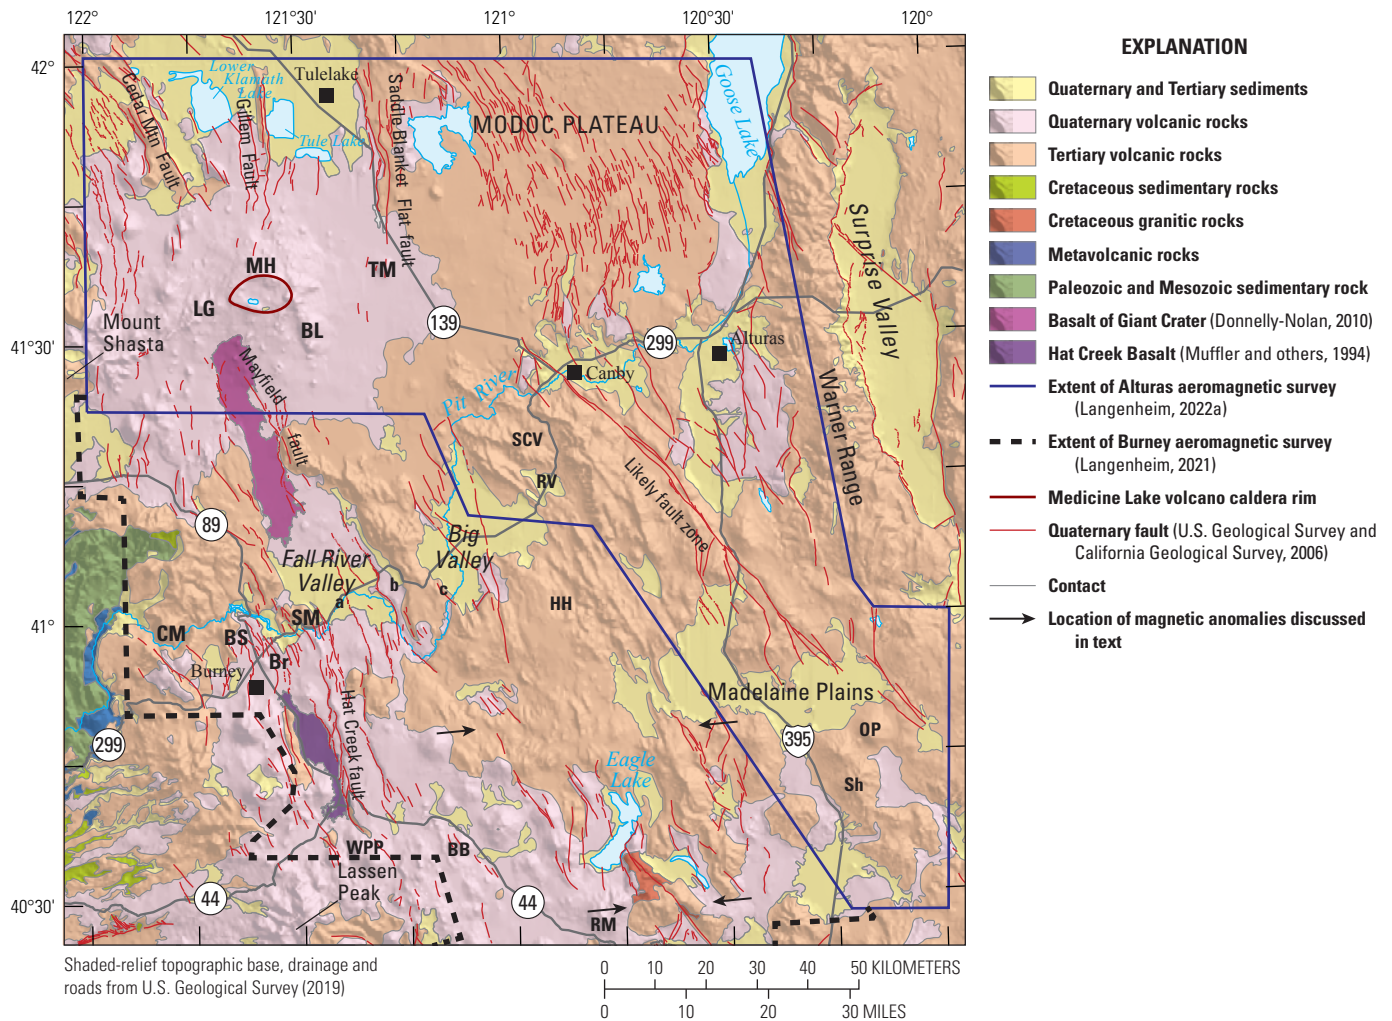 122°
121°30'
121°
120°30'
120°
42°
41°30'
41°
40°30'
Cedar Mtn Fault
Lower
Klamath
Lake
Gillem Fault
Tulelake
Tule Lake
Saddle Blanket Flat fault
MODOC PLATEAU
Goose Lake
Surprise Valley
MH
TM
LG
BL
139
299
Alturas
Mount
Shasta
Mayfield
fault
Pit River
Canby
Warner Range
SCV
RV
Likely fault zone
89
Big
Valley
Fall River
Valley
a
b
c
SM
HH
CM
BS
Br
Burney
Madelaine Plains
Hat Creek fault
299
395
OP
Eagle
Lake
Sh
WPP
BB
Lassen
Peak
44
44
RM
EXPLANATION
Quaternary and Tertiary sediments
Quaternary volcanic rocks
Tertiary volcanic rocks
Cretaceous sedimentary rocks
Cretaceous granitic rocks
Metavolcanic rocks
Paleozoic and Mesozoic sedimentary rock
Basalt of Giant Crater (Donnelly-Nolan, 2010)
Hat Creek Basalt (Muffler and others, 1994)
Extent of Alturas aeromagnetic survey
(Langenheim, 2022a)
Extent of Burney aeromagnetic survey
(Langenheim, 2021)
Medicine Lake volcano caldera rim
Quaternary fault (U.S. Geological Survey and
California Geological Survey, 2006)
Contact
Location of magnetic anomalies discussed
in text
Shaded-relief topographic base, drainage and
roads from U.S. Geological Survey (2019)
0 10 20 30 40 50 KILOMETERS
0 10 20 30 MILES